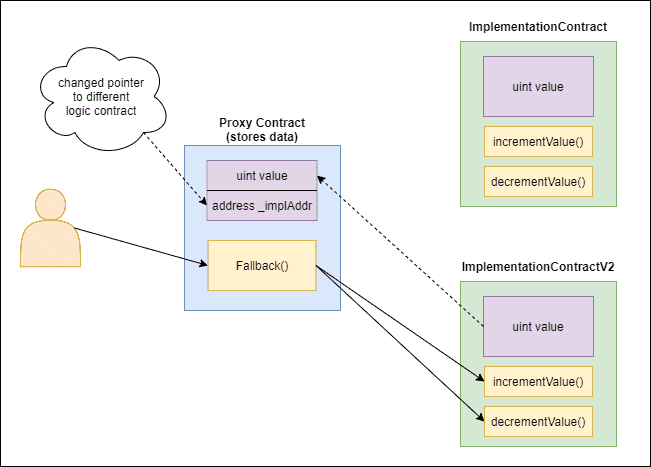 ImplementationContract
changed pointer
to different
logic contract
uint value
Proxy Contract
(stores data)
incrementValue()
decrementValue()
uint value
address _implAddr
Fallback()
ImplementationContractV2
uint value
incrementValue()
decrementValue()